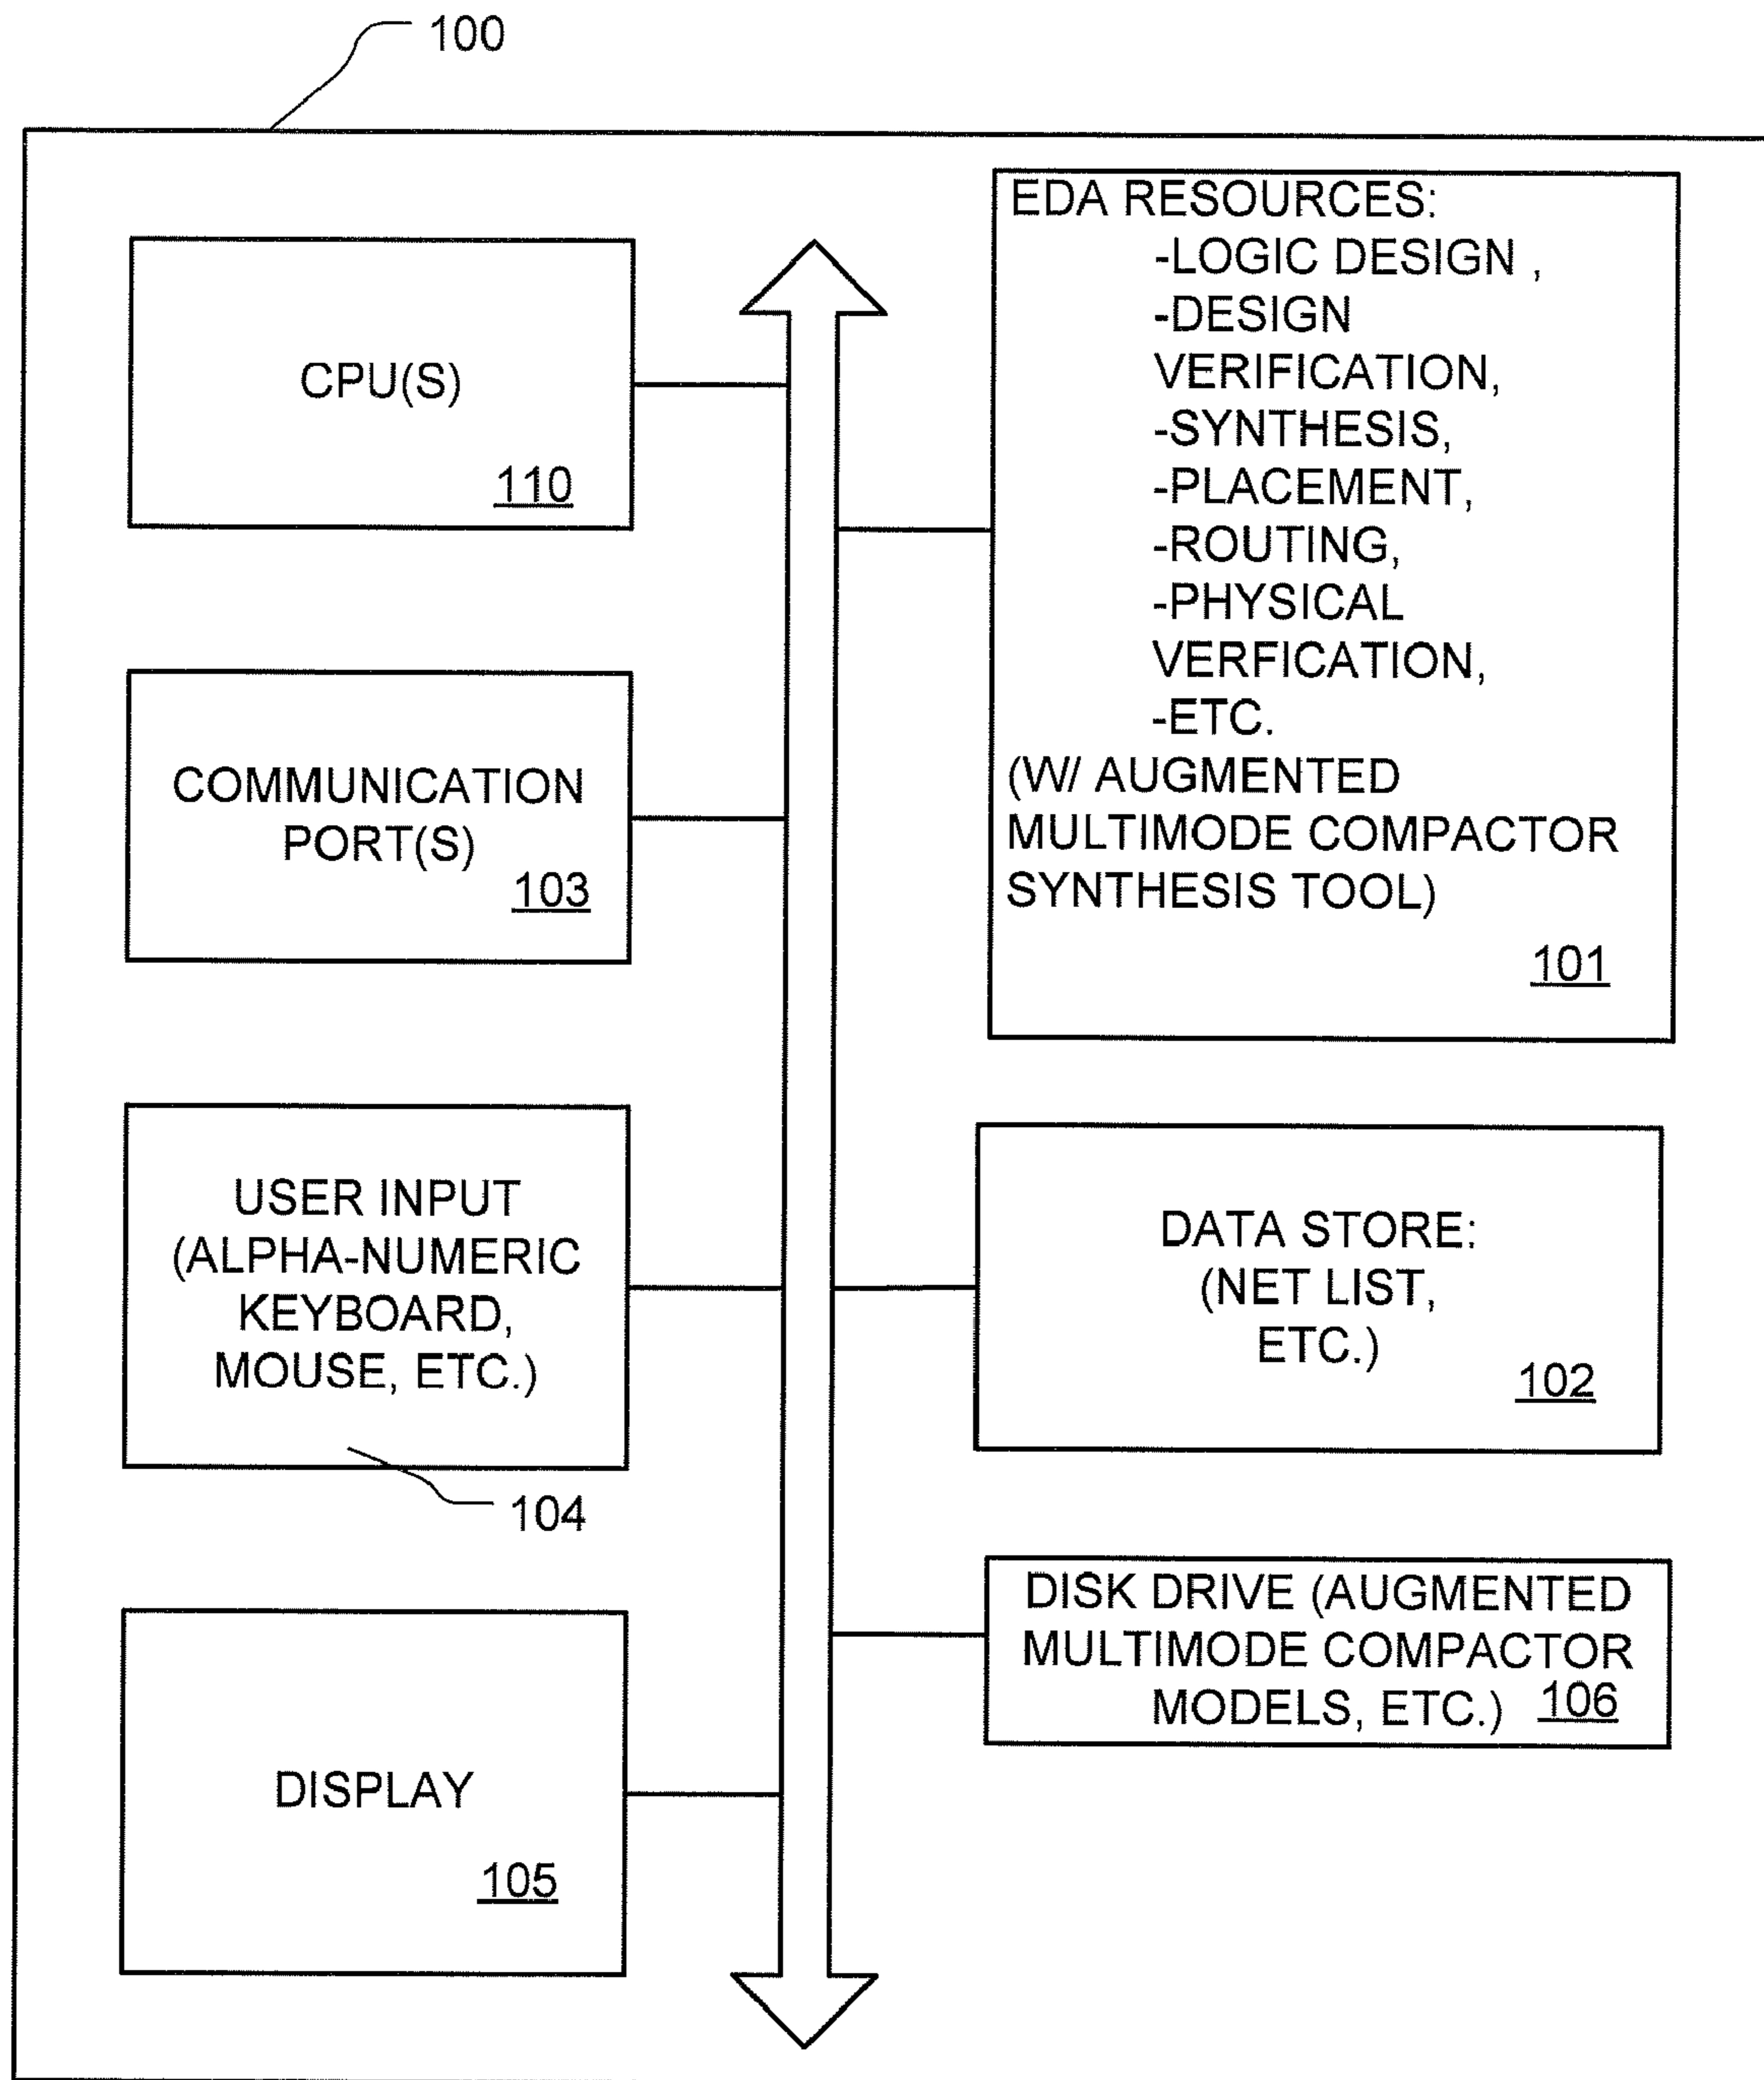 100
CPU(S)
110
COMMUNICATION
PORT(S)
103
USER INPUT
(ALPHA-NUMERIC
KEYBOARD,
MOUSE, ETC.)
104
DISPLAY
105
EDA RESOURCES:
-LOGIC DESIGN ,
-DESIGN
VERIFICATION,
-SYNTHESIS,
-PLACEMENT,
-ROUTING,
-PHYSICAL
VERFICATION,
-ETC.
(W/ AUGMENTED
MULTIMODE COMPACTOR
SYNTHESIS TOOL)
101
DATA STORE:
(NET LIST,
ETC.)
102
DISK DRIVE (AUGMENTED
MULTIMODE COMPACTOR
MODELS, ETC.) 106